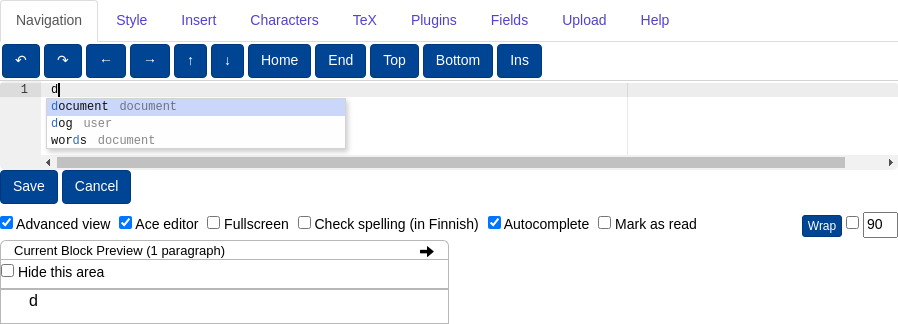 Navigation Style Insert Characters TeX Plugins Fields Upload Help
↶ ↷ ← → ↑ ↓ Home End Top Bottom Ins
1 d
document document
dog user
words document
Save Cancel
Advanced view Ace editor Fullscreen Check spelling (in Finnish) Autocomplete Mark as read Wrap 90
Current Block Preview (1 paragraph)
Hide this area
d